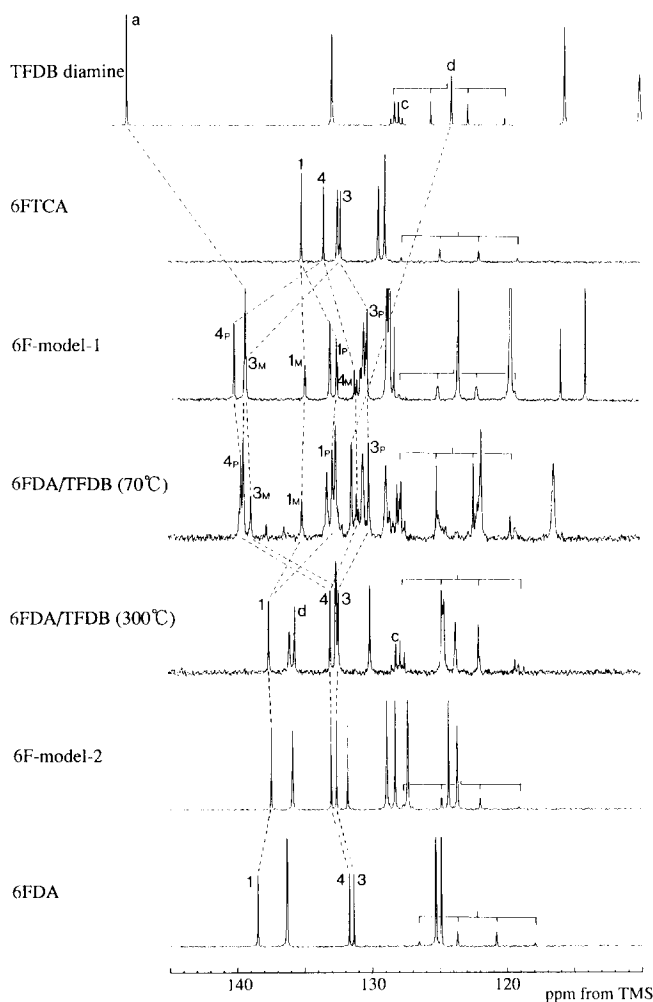 a
TFDB diamine
d
c
1
4
3
6FTCA
4P
3M
1M
1P
4M
3P
6F-model-1
4P
3M
1M
1P
3P
6FDA/TFDB (70℃)
1
d
4
3
c
6FDA/TFDB (300℃)
6F-model-2
1
4
3
6FDA
140
130
120
ppm from TMS